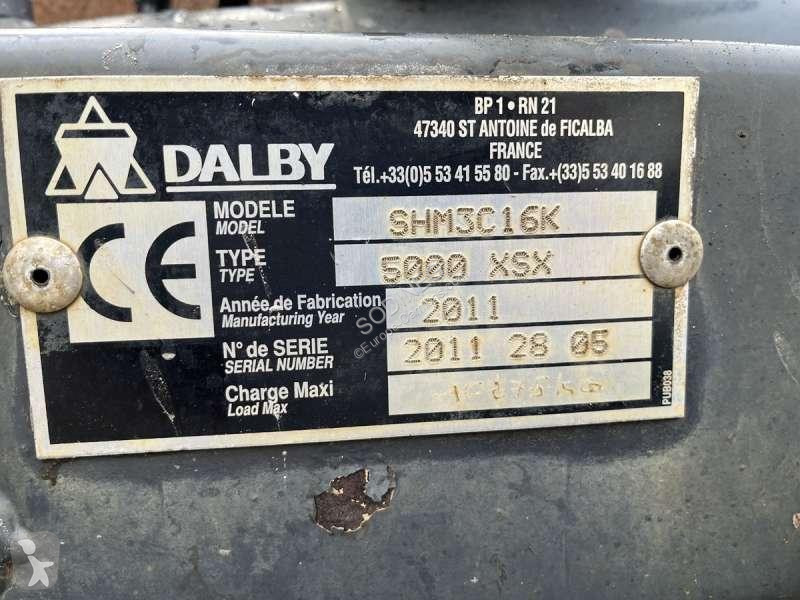 BP 1 • RN 21
47340 ST ANTOINE de FICALBA
FRANCE
DALBY
Tél.+33(0)5 53 41 55 80 - Fax.+(33)5 53 40 16 88
CE
MODELE SHM3C16K
MODEL
TYPE 5000 XSX
TYPE
Année de Fabrication 2011
Manufacturing Year
N° de SERIE 2011 28 05
SERIAL NUMBER
Charge Maxi
Load Max
PUB038